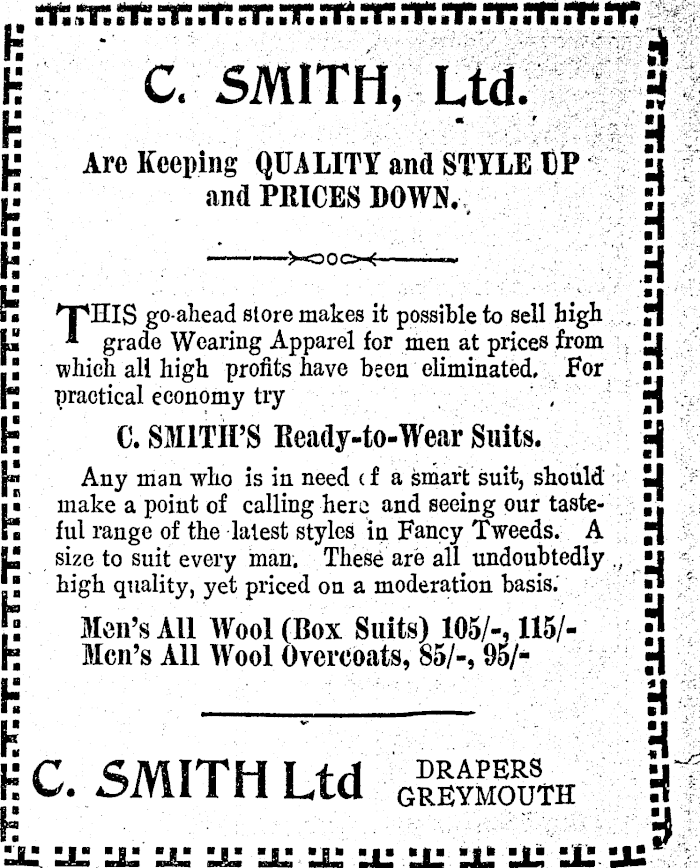 C. SMITH, Ltd.
Are Keeping QUALITY and STYLE UP
and PRICES DOWN.
THIS go-ahead store makes it possible to sell high
grade Wearing Apparel for men at prices from
which all high profits have been eliminated. For
practical economy try
C. SMITH'S Ready-to-Wear Suits.
Any man who is in need of a smart suit, should
make a point of calling here and seeing our taste-
ful range of the latest styles in Fancy Tweeds. A
size to suit every man. These are all undoubtedly
high quality, yet priced on a moderation basis.
Men's All Wool (Box Suits) 105/-, 115/-
Men's All Wool Overcoats, 85/-, 95/-
C. SMITH Ltd DRAPERS
GREYMOUTH